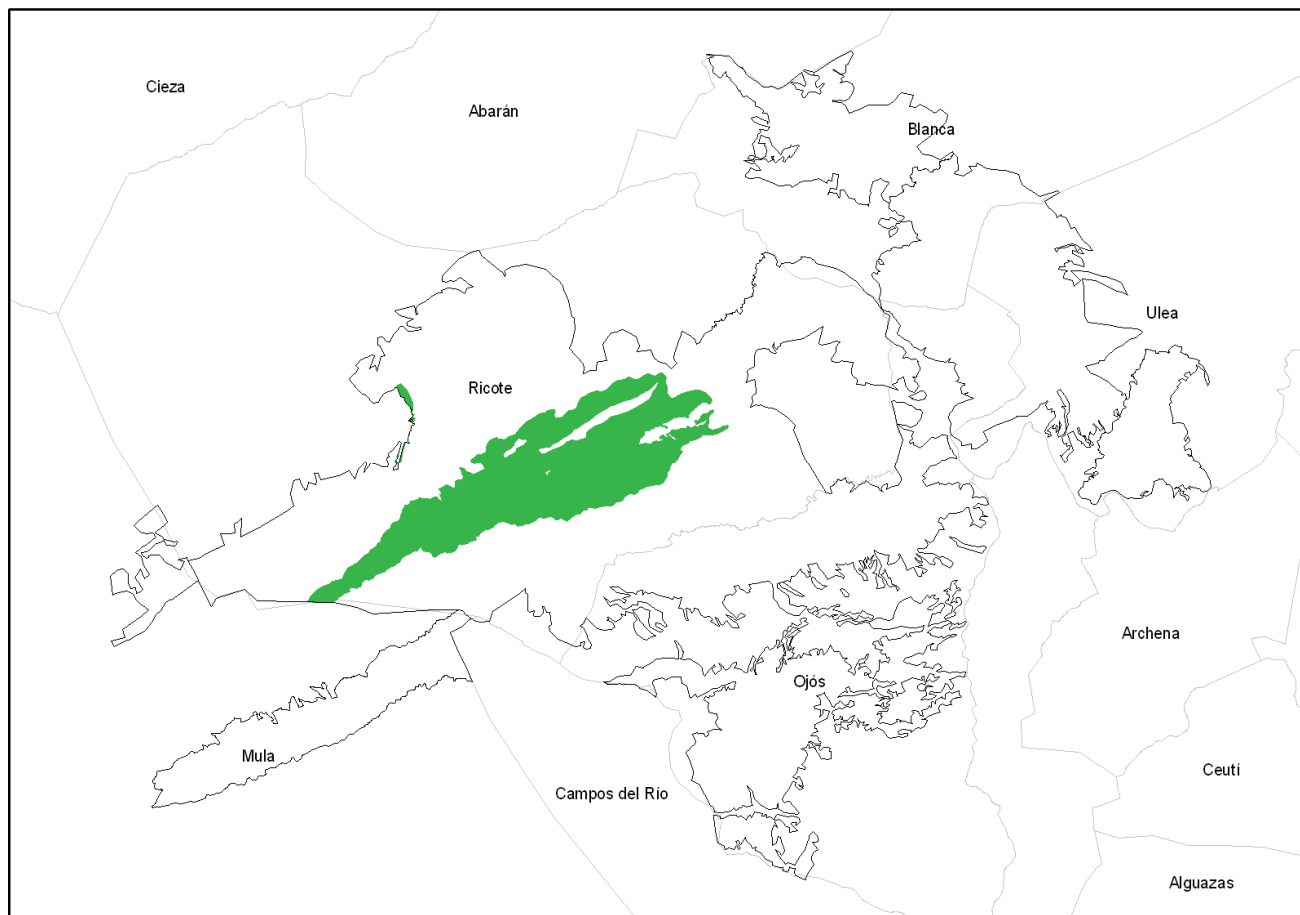 Cieza
Abarán
Blanca
Ulea
Ricote
Archena
Ojós
Mula
Ceutí
Campos del Río
Alguazas